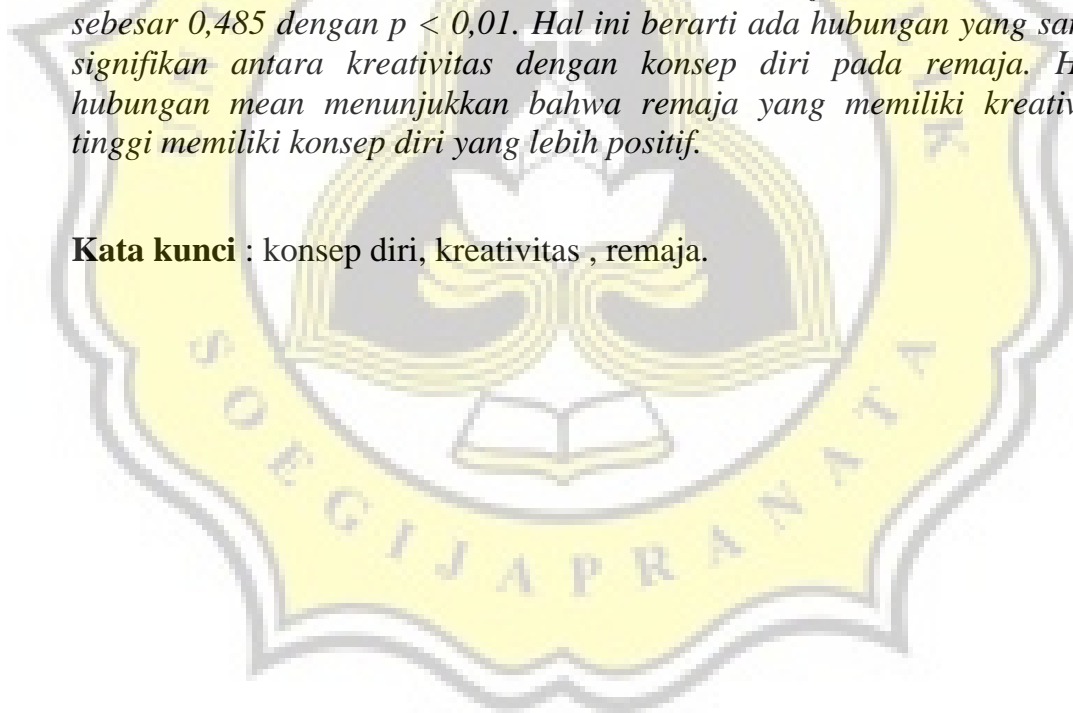 sebesar 0,485 dengan p < 0,01. Hal ini berarti ada hubungan yang
signifikan antara kreativitas dengan konsep diri pada remaja.
hubungan mean menunjukkan bahwa remaja yang memiliki
tinggi memiliki konsep diri yang lebih positif.
Kata kunci : konsep diri, kreativitas , remaja.
SOEGIJAPRANATA